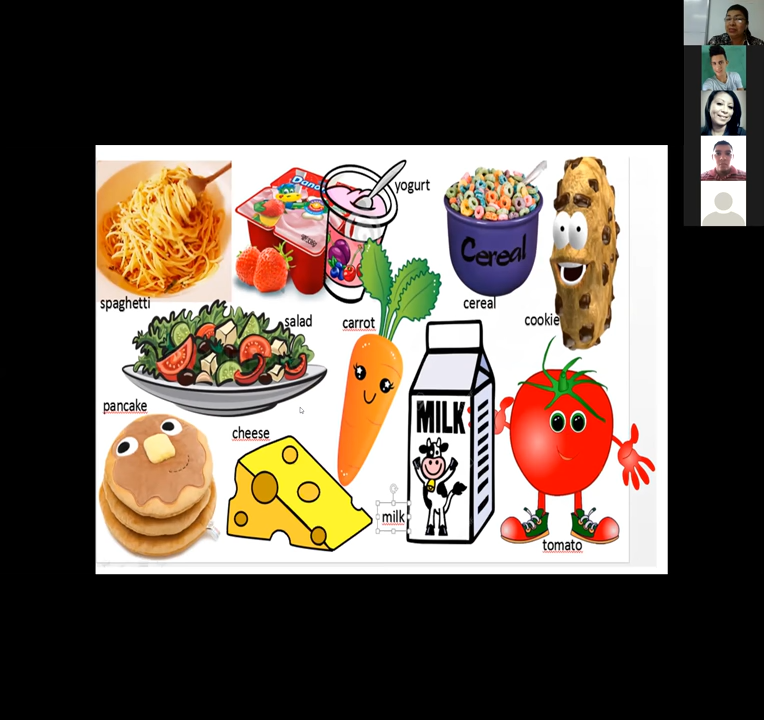 yogurt
Cereal
spaghetti
cereal
cookie
salad
carrot
MILK
pancake
cheese
milk
tomato